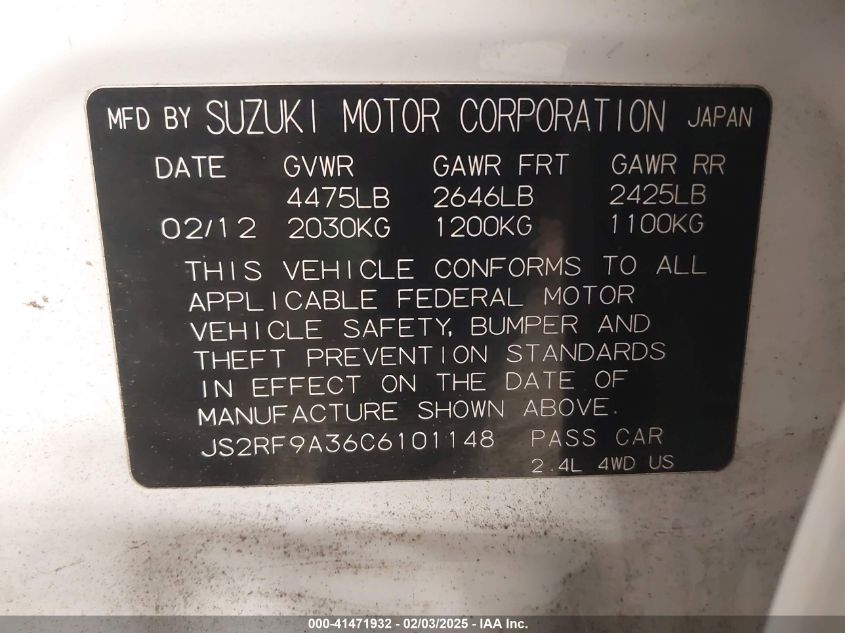 MFD BY SUZUKI MOTOR CORPORATION JAPAN
DATE GVWR GAWR FRT GAWR RR
4475LB 2646LB 2425LB
02/12 2030KG 1200KG 1100KG
THIS VEHICLE CONFORMS TO ALL
APPLICABLE FEDERAL MOTOR
VEHICLE SAFETY, BUMPER AND
THEFT PREVENTION STANDARDS
IN EFFECT ON THE DATE OF
MANUFACTURE SHOWN ABOVE.
JS2RF9A36C6101148 PASS CAR
2.4L 4WD US
000-41471932 - 02/03/2025 - IAA Inc.